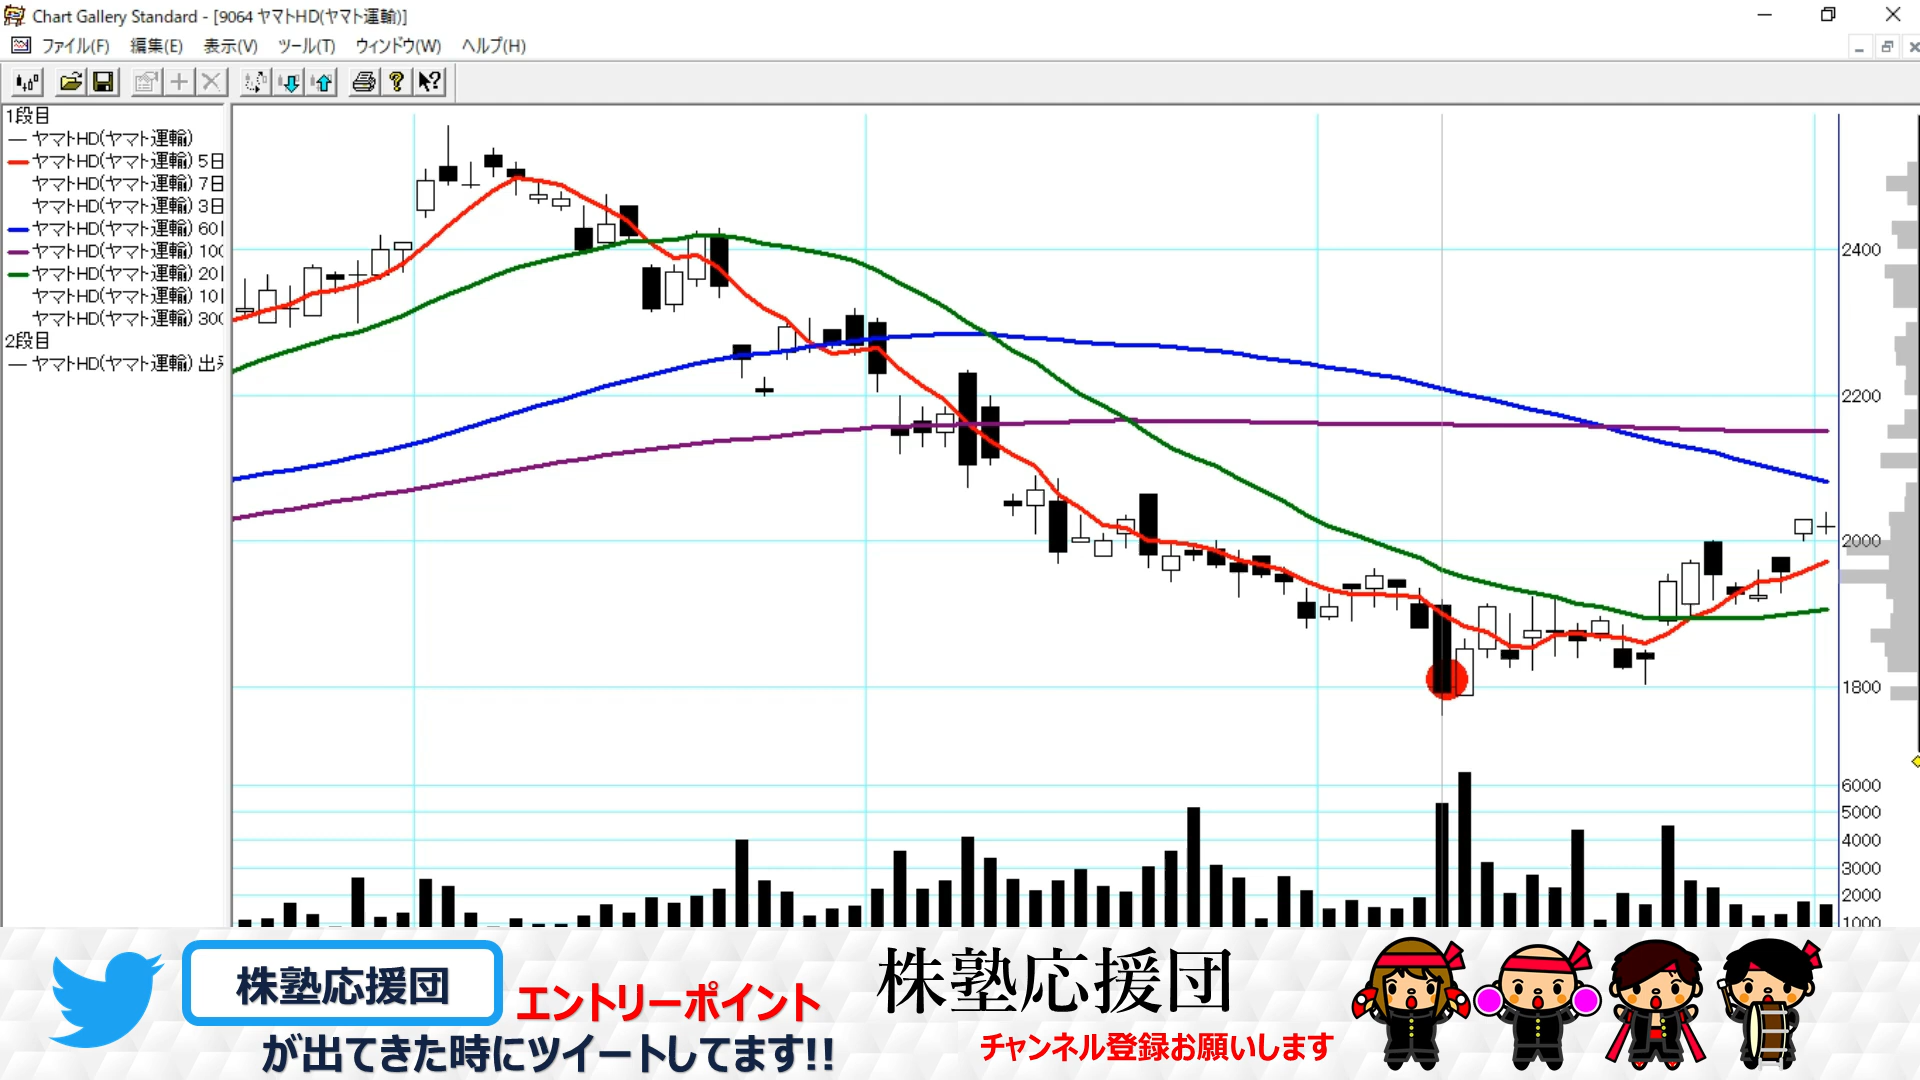 Chart Gallery Standard - [9064 ヤマトHD(ヤマト運輸)]
ファイル(F) 編集(E) 表示(V) ツール(T) ウィンドウ(W) ヘルプ(H)
1段目
ヤマトHD(ヤマト運輸)
ヤマトHD(ヤマト運輸) 5日
ヤマトHD(ヤマト運輸) 7日
ヤマトHD(ヤマト運輸) 3日
ヤマトHD(ヤマト運輸) 60
ヤマトHD(ヤマト運輸) 100
ヤマトHD(ヤマト運輸) 20
ヤマトHD(ヤマト運輸) 10
ヤマトHD(ヤマト運輸) 300
2段目
ヤマトHD(ヤマト運輸) 出
2400
2200
2000
1800
6000
5000
4000
3000
2000
1000
株塾応援団
エントリーポイント
が出てきた時にツイートしてます!!
株塾応援団
チャンネル登録お願いします